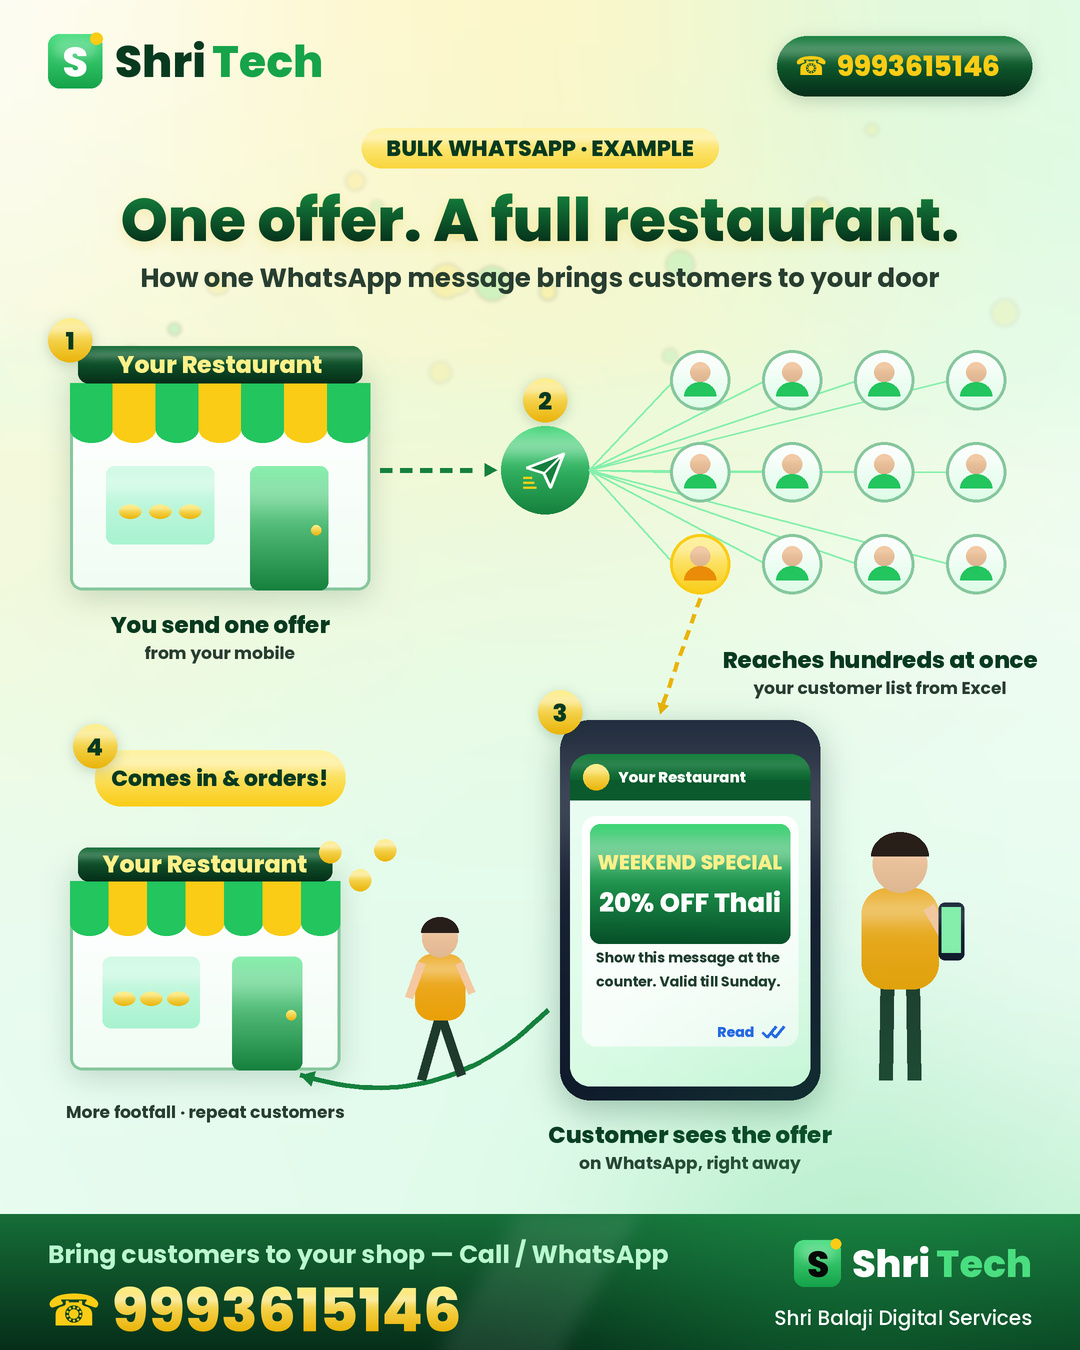 S Shri Tech
☎ 9993615146
BULK WHATSAPP · EXAMPLE
One offer. A full restaurant.
How one WhatsApp message brings customers to your door
1
Your Restaurant
You send one offer
from your mobile
2
Reaches hundreds at once
your customer list from Excel
3
Your Restaurant
WEEKEND SPECIAL
20% OFF Thali
Show this message at the
counter. Valid till Sunday.
Read
Customer sees the offer
on WhatsApp, right away
4
Comes in & orders!
Your Restaurant
More footfall · repeat customers
Bring customers to your shop — Call / WhatsApp
☎ 9993615146
S Shri Tech
Shri Balaji Digital Services